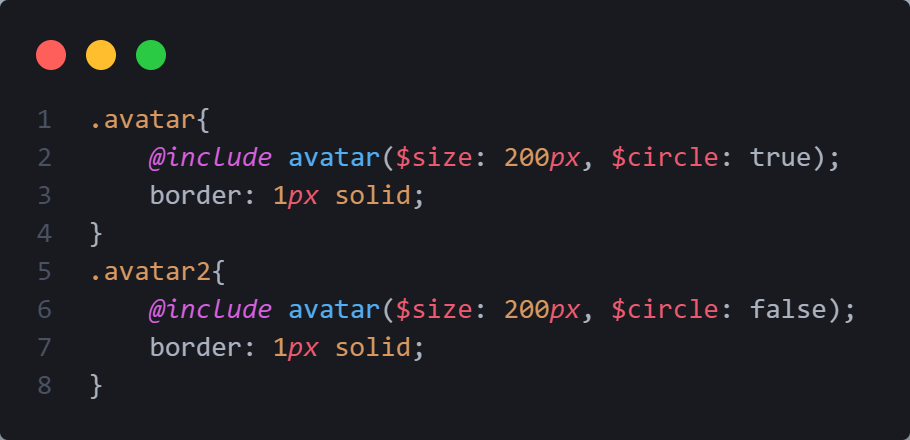 1 .avatar{
2 @include avatar($size: 200px, $circle: true);
3 border: 1px solid;
4 }
5 .avatar2{
6 @include avatar($size: 200px, $circle: false);
7 border: 1px solid;
8 }